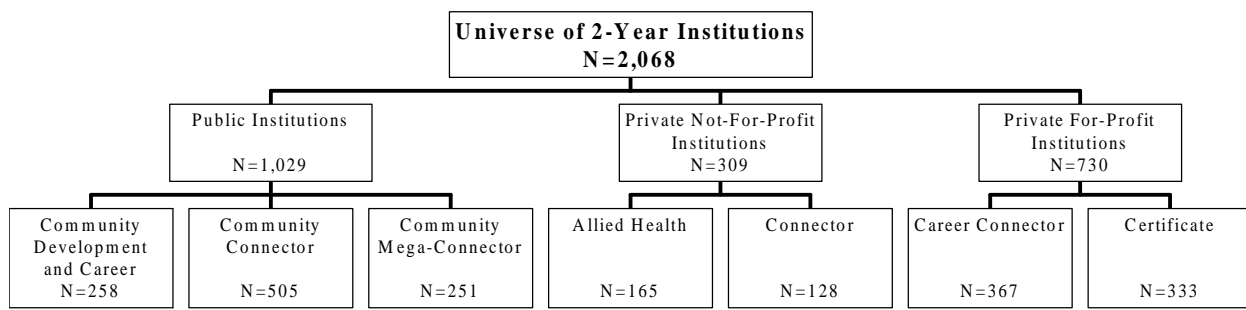 Universe of 2-Year Institutions
N=2,068
Public Institutions
N=1,029
Private Not-For-Profit
Institutions
N=309
Private For-Profit
Institutions
N=730
Community
Development
and Career
N=258
Community
Connector
N=505
Community
Mega-Connector
N=251
Allied Health
N=165
Connector
N=128
Career Connector
N=367
Certificate
N=333